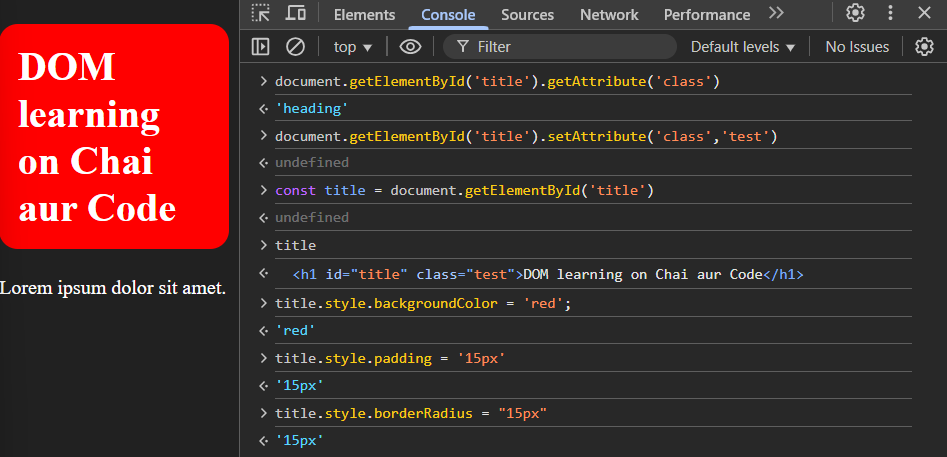 DOM
learning
on Chai
aur Code
Lorem ipsum dolor sit amet.
Elements Console Sources Network Performance
top Filter Default levels No Issues
document.getElementById('title').getAttribute('class')
'heading'
document.getElementById('title').setAttribute('class','test')
undefined
const title = document.getElementById('title')
undefined
title
<h1 id="title" class="test">DOM learning on Chai aur Code</h1>
title.style.backgroundColor = 'red';
'red'
title.style.padding = '15px'
'15px'
title.style.borderRadius = "15px"
'15px'